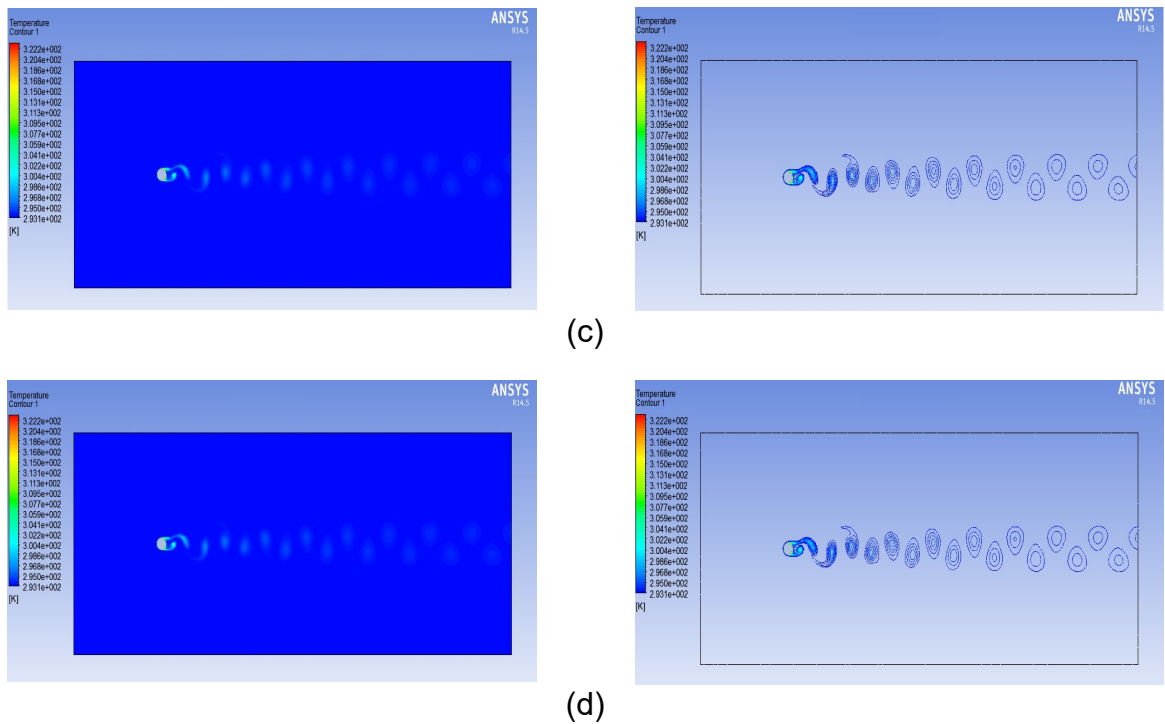 ANSYS
R14.5
Temperature
Contour 1
3.222e+002
3.204e+002
3.186e+002
3.168e+002
3.150e+002
3.131e+002
3.113e+002
3.095e+002
3.077e+002
3.059e+002
3.041e+002
3.022e+002
3.004e+002
2.986e+002
2.968e+002
2.950e+002
2.931e+002
[K]
ANSYS
R14.5
Temperature
Contour 1
3.222e+002
3.204e+002
3.186e+002
3.168e+002
3.150e+002
3.131e+002
3.113e+002
3.095e+002
3.077e+002
3.059e+002
3.041e+002
3.022e+002
3.004e+002
2.986e+002
2.968e+002
2.950e+002
2.931e+002
[K]
(c)
ANSYS
R14.5
Temperature
Contour 1
3.222e+002
3.204e+002
3.186e+002
3.168e+002
3.150e+002
3.131e+002
3.113e+002
3.095e+002
3.077e+002
3.059e+002
3.041e+002
3.022e+002
3.004e+002
2.986e+002
2.968e+002
2.950e+002
2.931e+002
[K]
ANSYS
R14.5
Temperature
Contour 1
3.222e+002
3.204e+002
3.186e+002
3.168e+002
3.150e+002
3.131e+002
3.113e+002
3.095e+002
3.077e+002
3.059e+002
3.041e+002
3.022e+002
3.004e+002
2.986e+002
2.968e+002
2.950e+002
2.931e+002
[K]
(d)